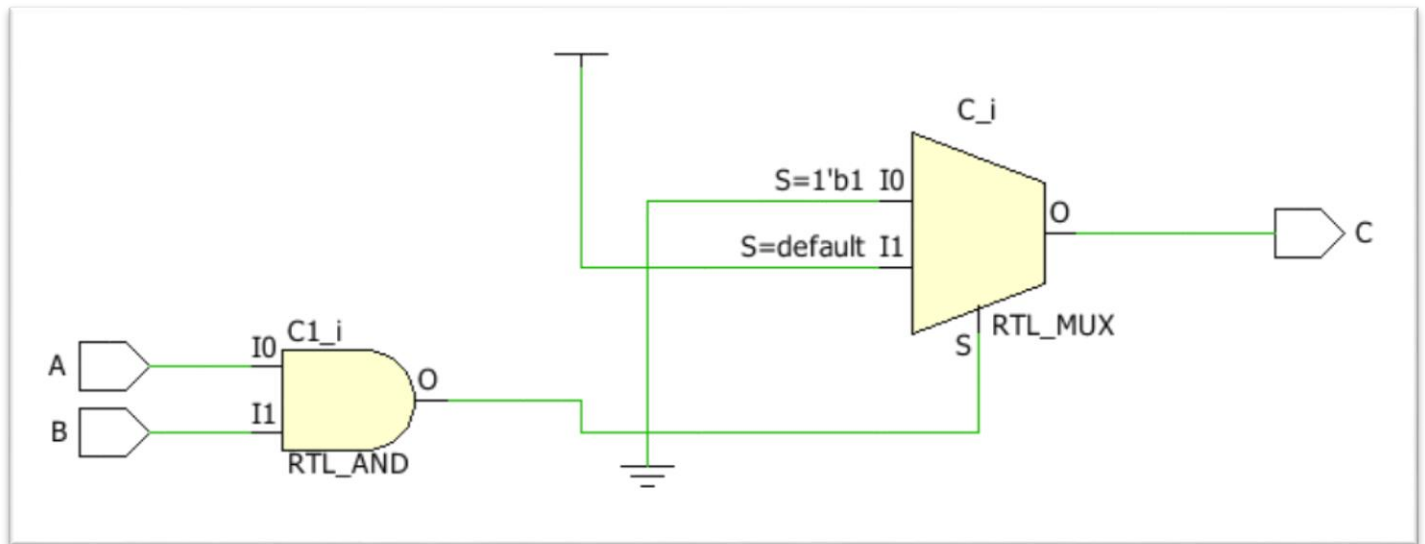 C_i
S=1'b1 I0
O
S=default I1
C
RTL_MUX
S
C1_i
I0
A
O
I1
B
RTL_AND